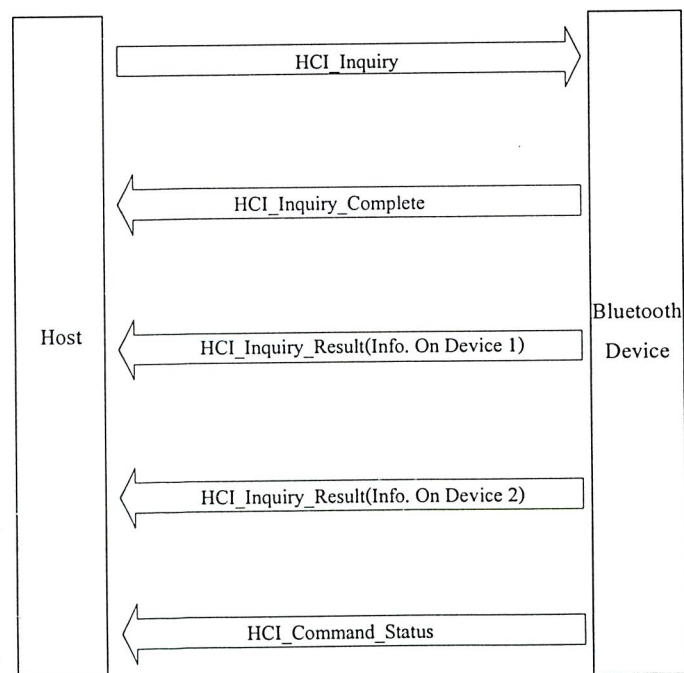 HCI_Inquiry
HCI_Inquiry_Complete
Host
HCI_Inquiry_Result(Info. On Device 1)
Bluetooth
Device
HCI_Inquiry_Result(Info. On Device 2)
HCI_Command_Status